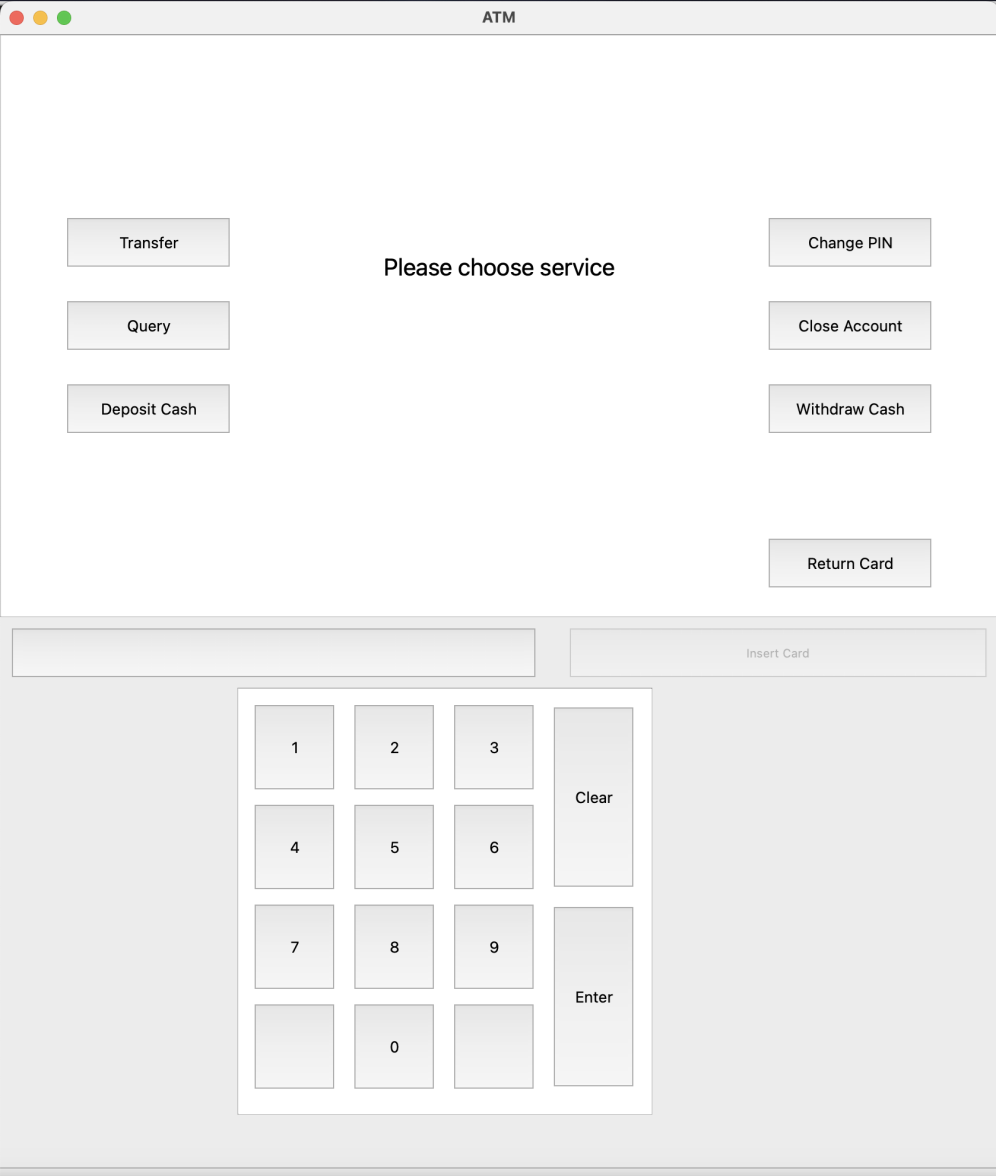 ATM
Transfer
Change PIN
Please choose service
Query
Close Account
Deposit Cash
Withdraw Cash
Return Card
Insert Card
1 2 3
Clear
4 5 6
7 8 9
Enter
0